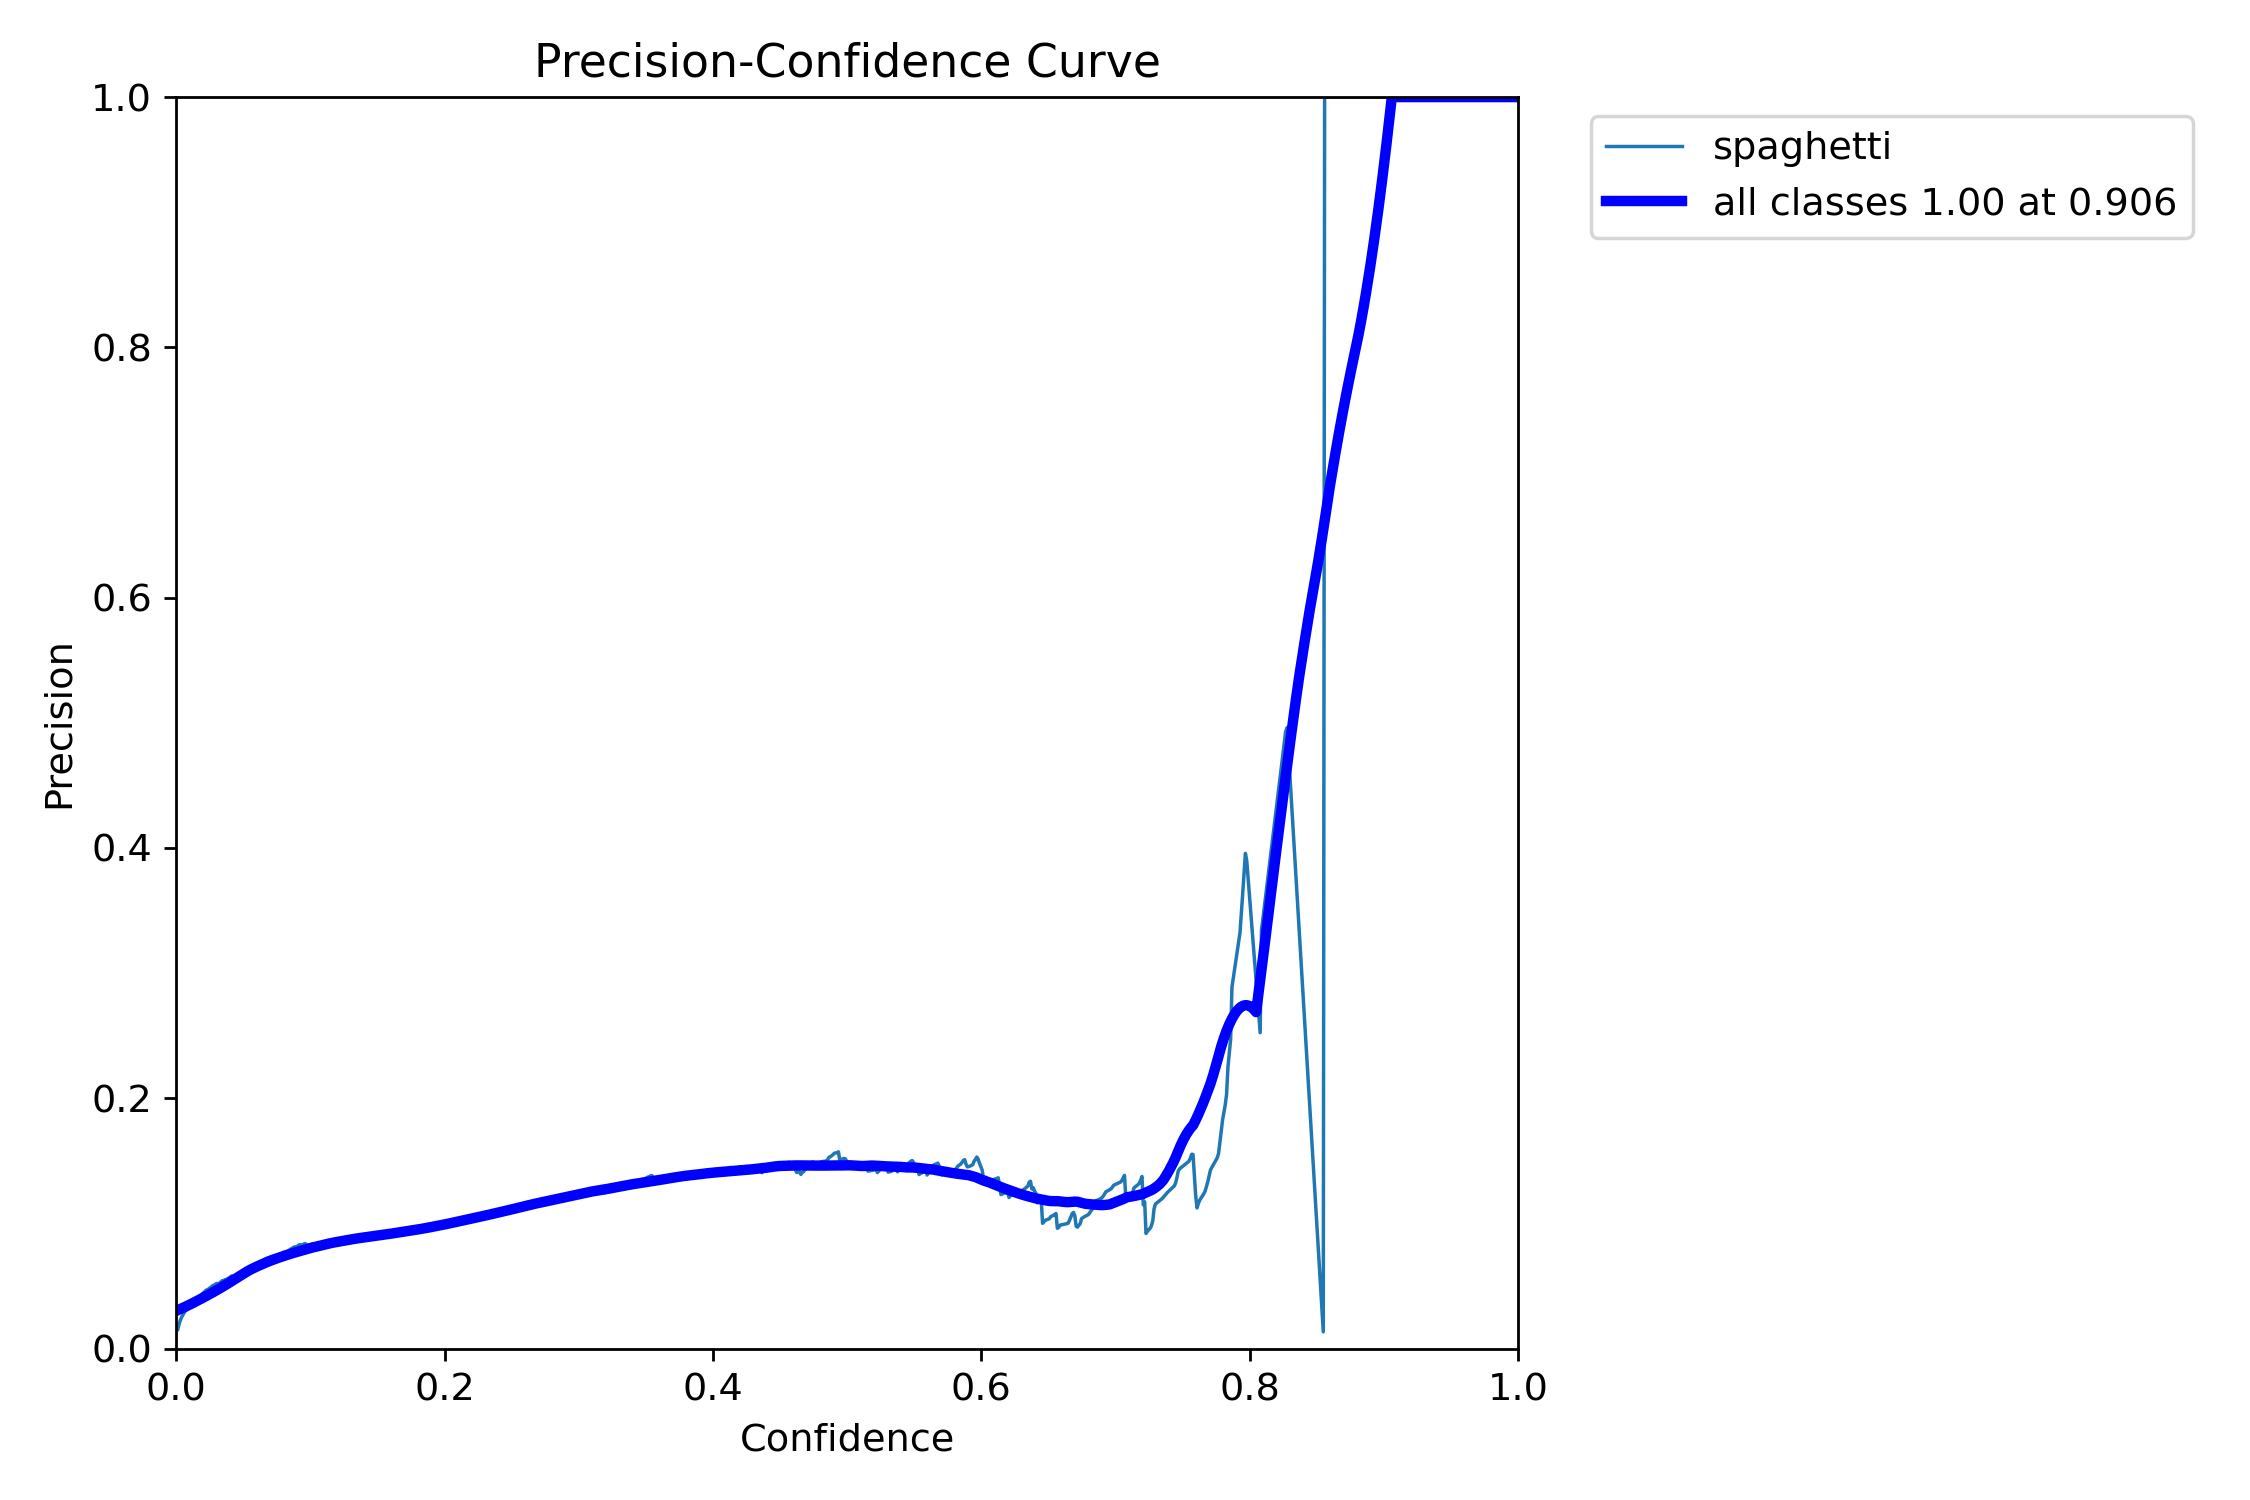 Precision-Confidence Curve
1.0
0.8
0.6
0.4
0.2
0.0
Precision
0.0 0.2 0.4 0.6 0.8 1.0
Confidence
spaghetti
all classes 1.00 at 0.906